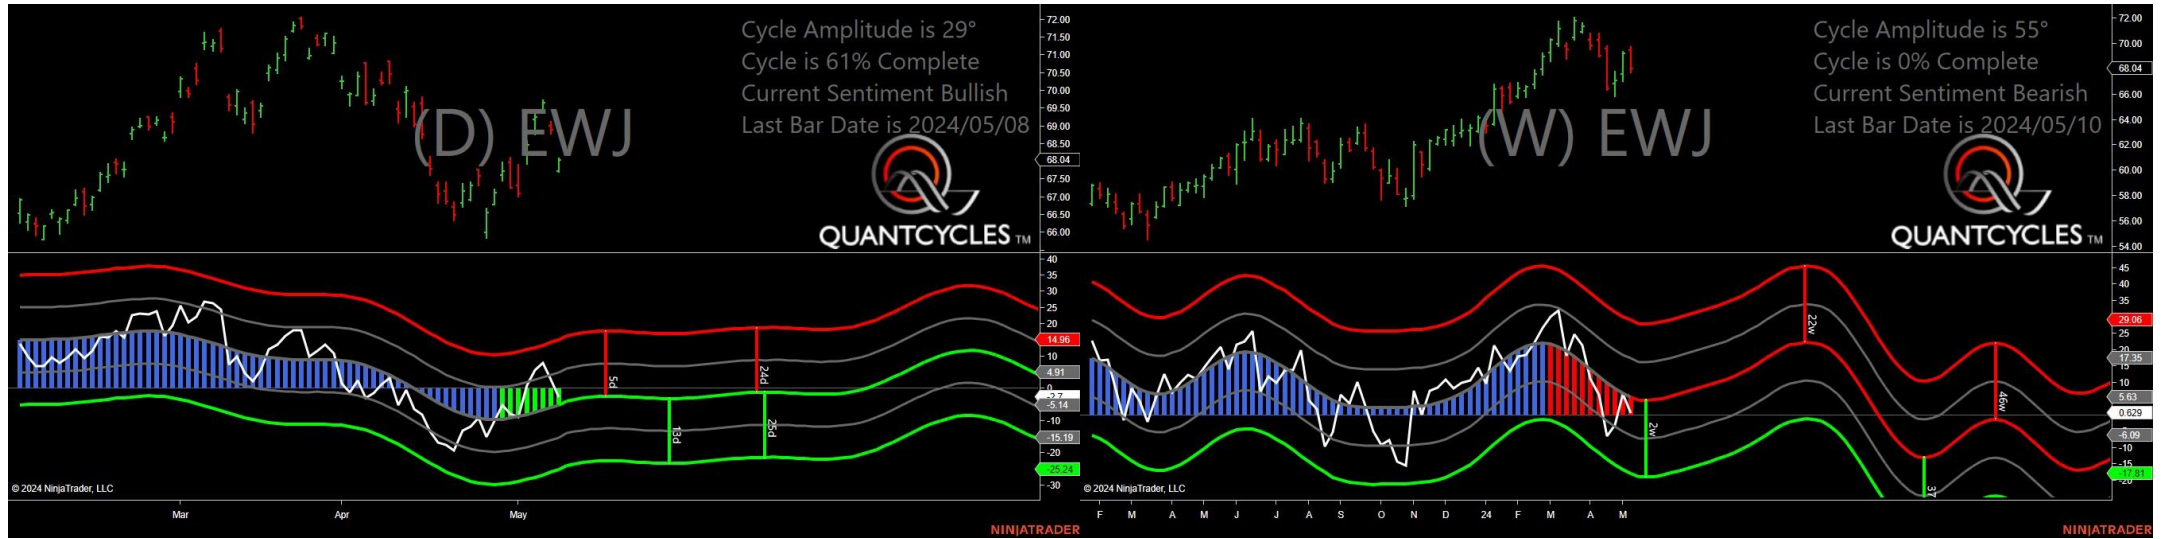 Cycle Amplitude is 29°
Cycle is 61% Complete
Current Sentiment Bullish
Last Bar Date is 2024/05/08
(D) EWJ
QUANTCYCLES TM
72.00
71.50
71.00
70.50
70.00
69.50
69.00
68.50
68.04
67.50
67.00
66.50
66.00
40
35
30
25
20
14.96
10
4.91
0
-2.7
-5.14
-10
-15.19
-20
-25.24
-30
5d
24d
13d
25d
© 2024 NinjaTrader, LLC
Mar
Apr
May
NINJATRADER
Cycle Amplitude is 55°
Cycle is 0% Complete
Current Sentiment Bearish
Last Bar Date is 2024/05/10
(W) EWJ
QUANTCYCLES TM
72.00
70.00
68.04
66.00
64.00
62.00
60.00
58.00
56.00
54.00
45
40
35
29.06
20
17.35
15
10
5.63
0.629
-6.09
-10
-15
-17.81
-20
22w
2w
46w
37
© 2024 NinjaTrader, LLC
F
M
A
M
J
J
A
S
O
N
D
24
F
M
A
M
NINJATRADER